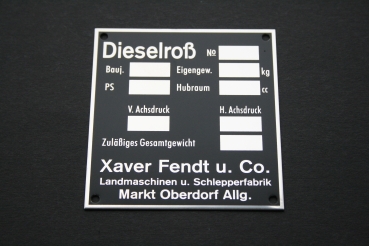 Dieselroß No
Bauj. Eigengew. kg
PS Hubraum cc
V. Achsdruck H. Achsdruck
Zuläßiges Gesamtgewicht
Xaver Fendt u. Co.
Landmaschinen u. Schlepperfabrik
Markt Oberdorf Allg.